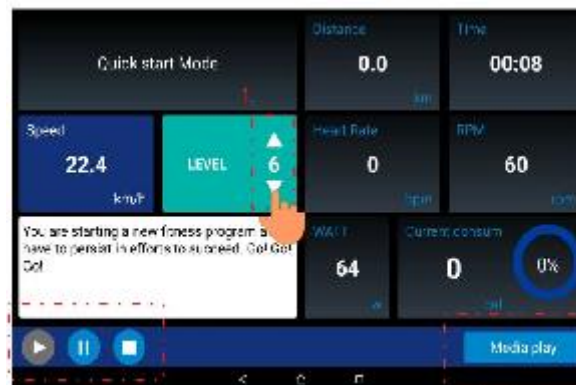 Quick start Mode
1.
Distance
0.0
km
Time
00:08
Speed
22.4
km/h
LEVEL
6
Heart Rate
0
bpm
RPM
60
rpm
You are starting a new fitness program a
have to persist in efforts to succeed. Go! Go!
Go!
WATT
64
w
Current consum
0
cal
0%
Media play